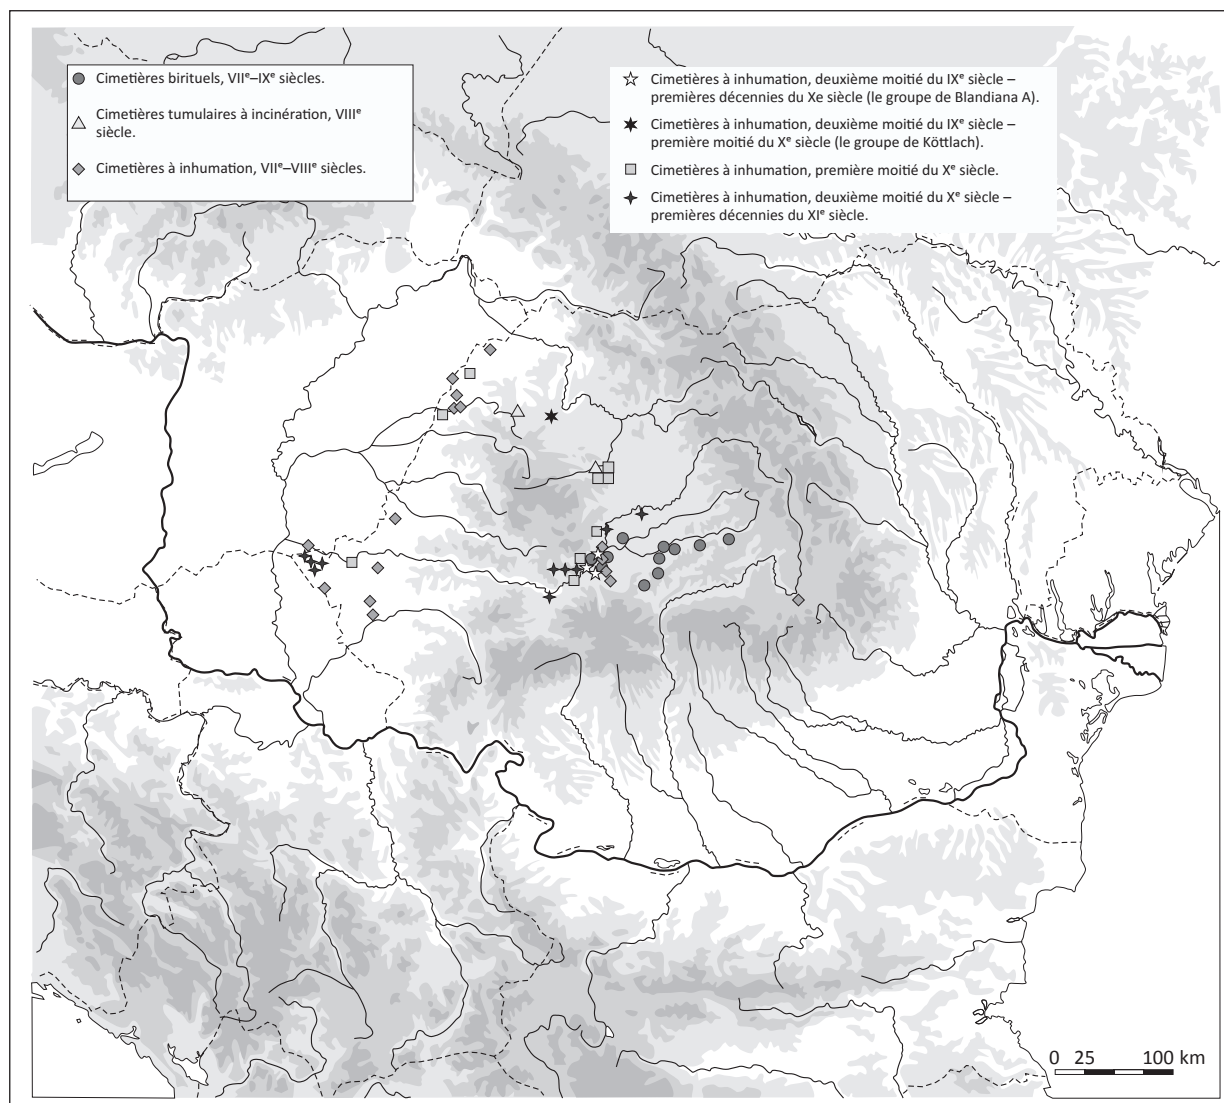 Cimetières birituels, VIIe–IXe siècles.
Cimetières tumulaires à incinération, VIIIe
siècle.
Cimetières à inhumation, VIIe–VIIIe siècles.
Cimetières à inhumation, deuxième moitié du IXe siècle –
premières décennies du Xe siècle (le groupe de Blandiana A).
Cimetières à inhumation, deuxième moitié du IXe siècle –
première moitié du Xe siècle (le groupe de Köttlach).
Cimetières à inhumation, première moitié du Xe siècle.
Cimetières à inhumation, deuxième moitié du Xe siècle –
premières décennies du XIe siècle.
0 25 100 km